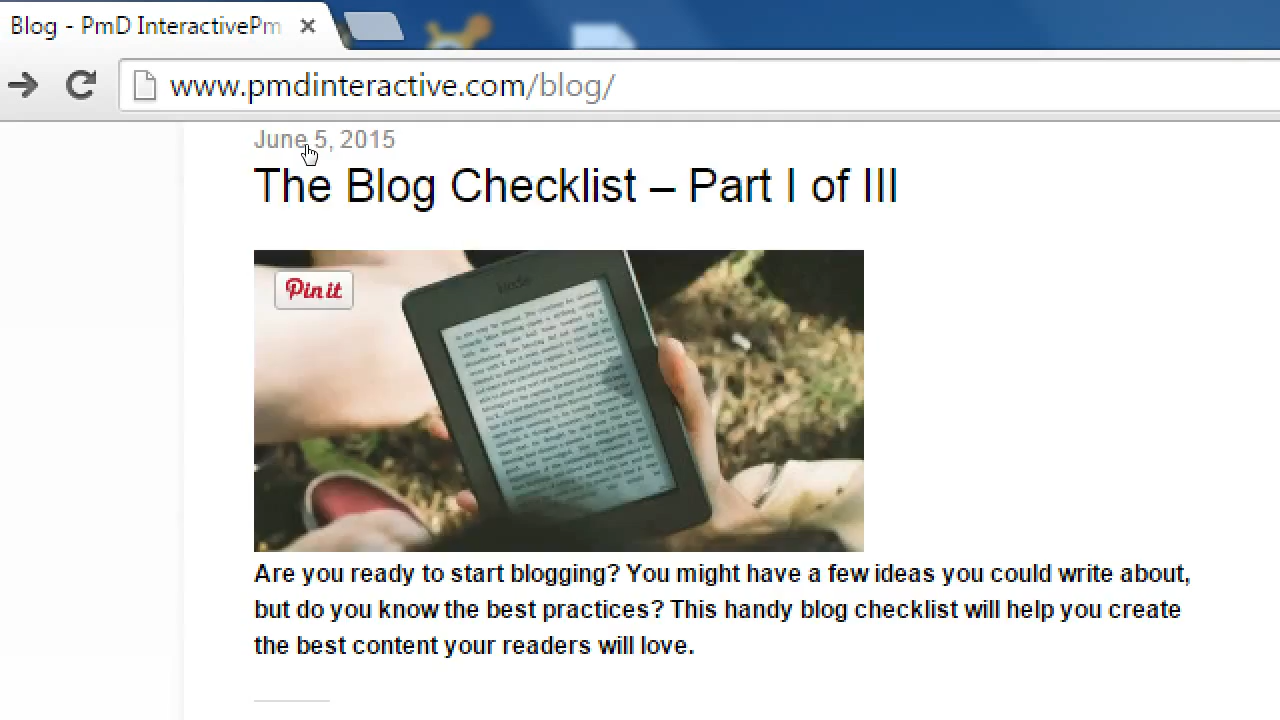 Blog - PmD InteractivePm
www.pmdinteractive.com/blog/
June 5, 2015
The Blog Checklist – Part I of III
Pin it
kindle
Are you ready to start blogging? You might have a few ideas you could write about,
but do you know the best practices? This handy blog checklist will help you create
the best content your readers will love.